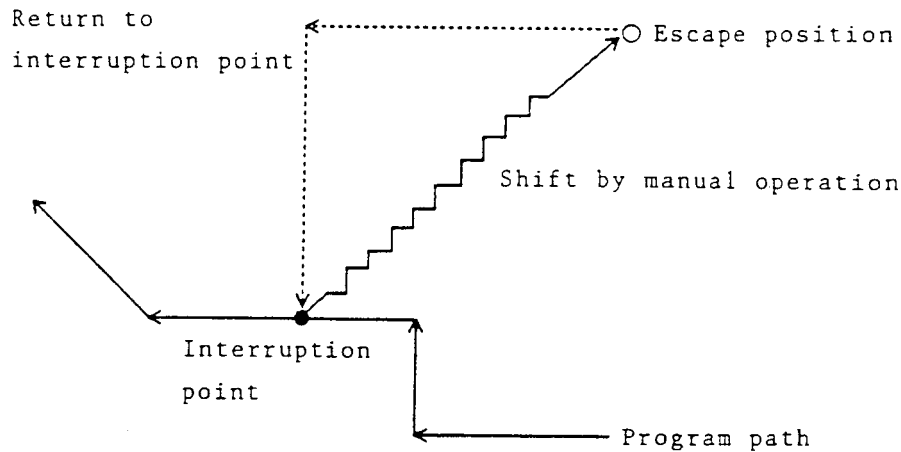 Return to
interruption point
Escape position
Shift by manual operation
Interruption
point
Program path